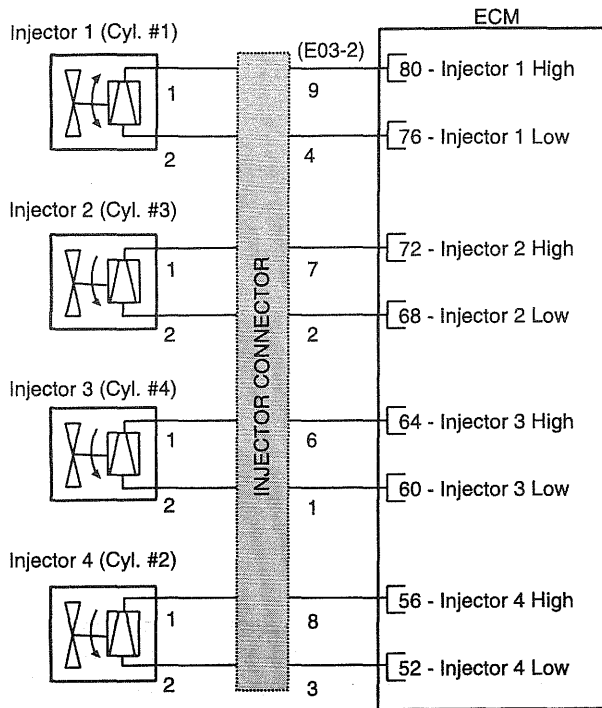 ECM
Injector 1 (Cyl. #1)
(E03-2)
1
9
80 - Injector 1 High
2
4
76 - Injector 1 Low
Injector 2 (Cyl. #3)
1
7
72 - Injector 2 High
2
2
68 - Injector 2 Low
INJECTOR CONNECTOR
Injector 3 (Cyl. #4)
1
6
64 - Injector 3 High
2
1
60 - Injector 3 Low
Injector 4 (Cyl. #2)
1
8
56 - Injector 4 High
2
3
52 - Injector 4 Low